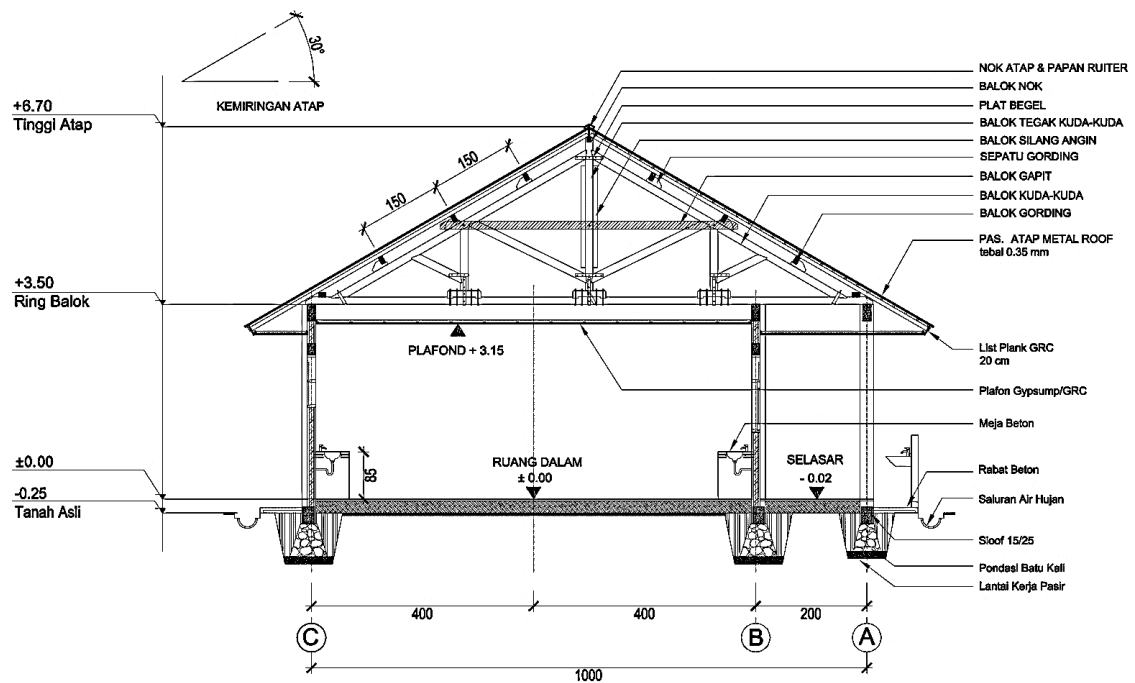 30°
KEMIRINGAN ATAP
+6.70
Tinggi Atap
150
150
+3.50
Ring Balok
NOK ATAP & PAPAN RUITER
BALOK NOK
PLAT BEGEL
BALOK TEGAK KUDA-KUDA
BALOK SILANG ANGIN
SEPATU GORDING
BALOK GAPIT
BALOK KUDA-KUDA
BALOK GORDING
PAS. ATAP METAL ROOF
tebal 0.35 mm
PLAFOND + 3.15
List Plank GRC
20 cm
Plafon Gypsump/GRC
Meja Beton
85
RUANG DALAM
± 0.00
SELASAR
- 0.02
±0.00
-0.25
Tanah Asli
Rabat Beton
Saluran Air Hujan
Sloof 15/25
Pondasi Batu Kali
Lantai Kerja Pasir
400
400
200
C
B
A
1000